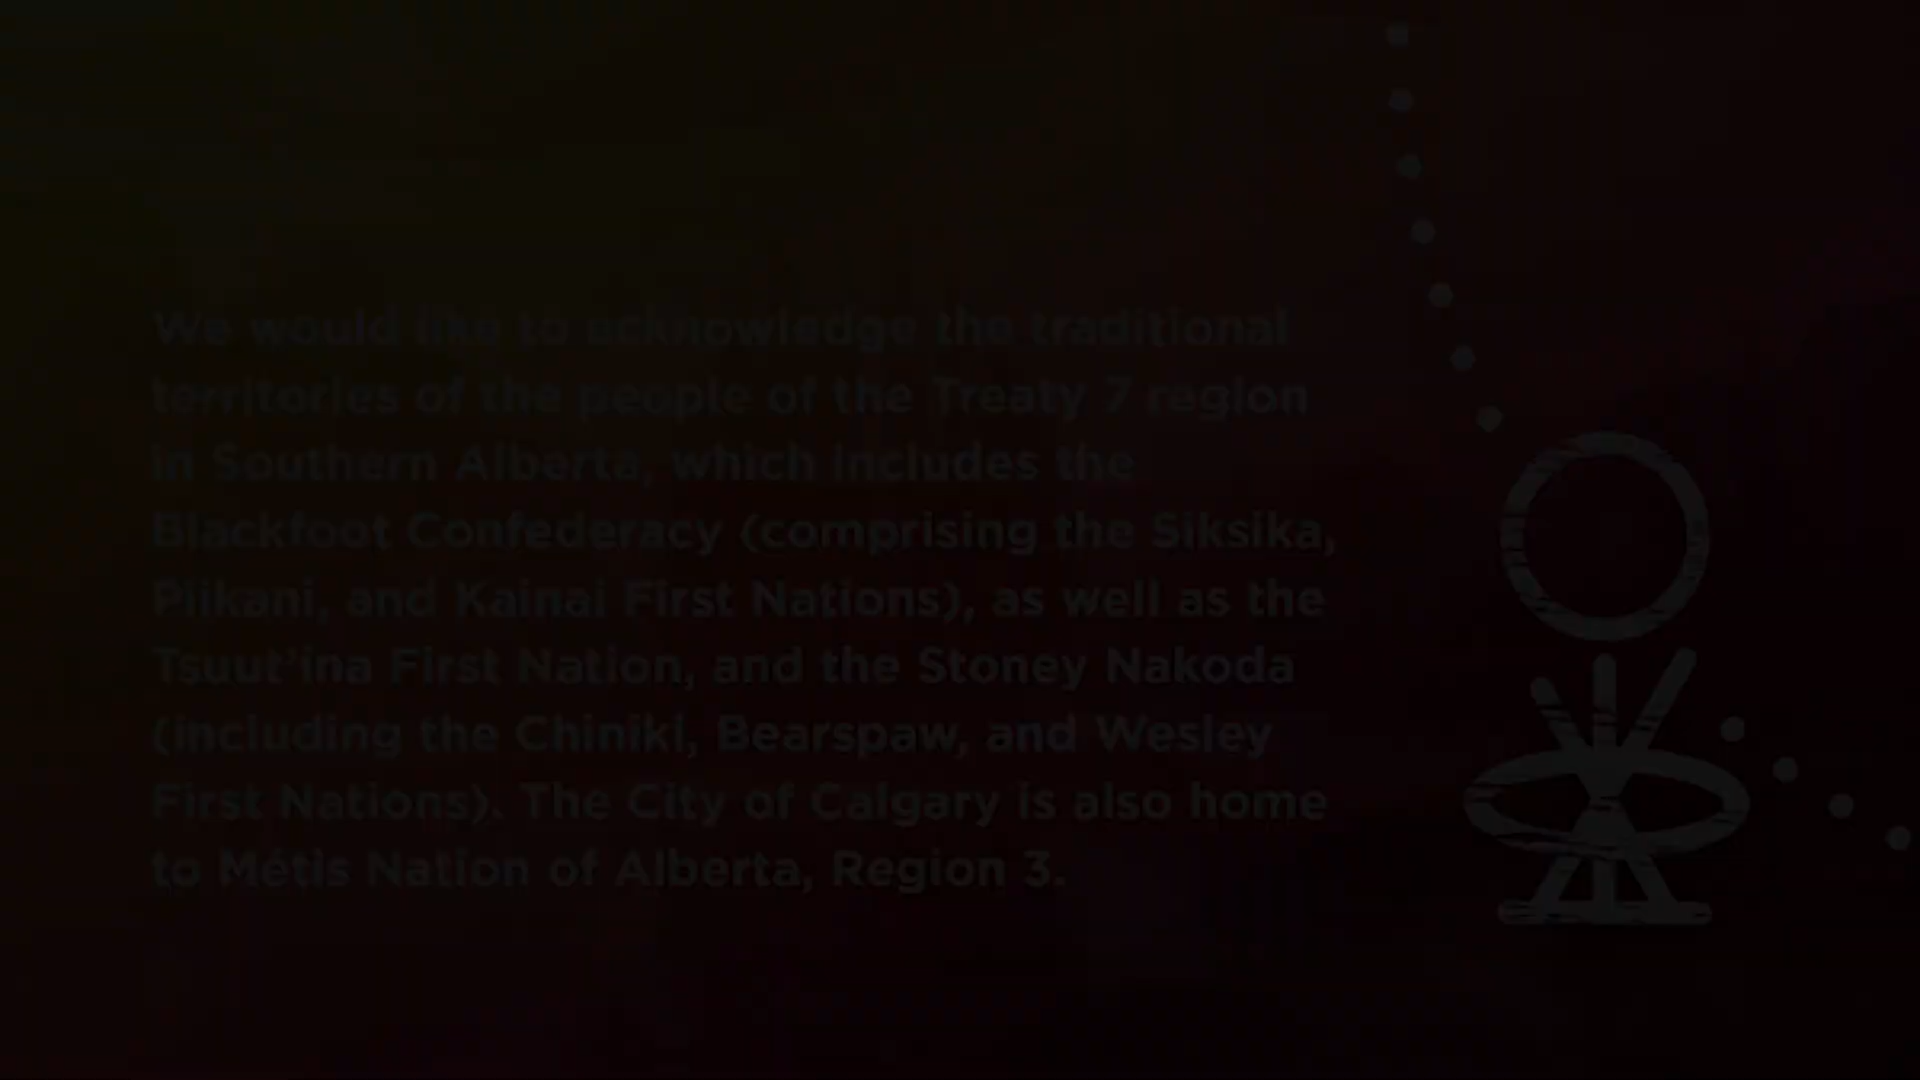 We would like to acknowledge the traditional
territories of the people of the Treaty 7 region
in Southern Alberta, which includes the
Blackfoot Confederacy (comprising the Siksika,
Piikani, and Kainai First Nations), as well as the
Tsuut’ina First Nation, and the Stoney Nakoda
(including the Chiniki, Bearspaw, and Wesley
First Nations). The City of Calgary is also home
to Métis Nation of Alberta, Region 3.